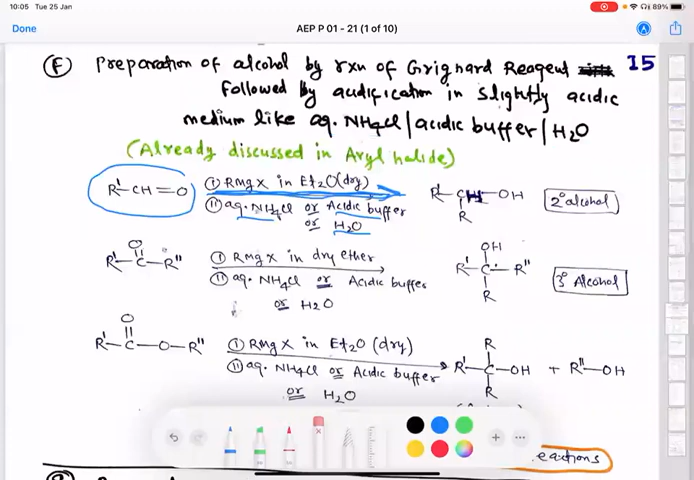 10:05 Tue 25 Jan
89%
Done
AEP P 01 - 21 (1 of 10)
(F) Preparation of alcohol by rxn of Grignard Reagent 15
followed by audification in slightly acidic
medium like aq. NH4Cl / acidic buffer / H2O
(Already discussed in Aryl halide)
R'-CH=O
(i) RMgX in Et2O (dry)
(ii) aq. NH4Cl or Acidic buffer
or H2O
R'-CH-OH
R
2° alcohol
O
R'-C-R"
(i) RMgX in dry ether
(ii) aq. NH4Cl or Acidic buffer
or H2O
OH
R'-C-R"
R
3° Alcohol
O
R'-C-O-R"
(i) RMgX in Et2O (dry)
(ii) aq. NH4Cl or Acidic buffer
or H2O
R
R'-C-OH + R"-OH
R
eactions